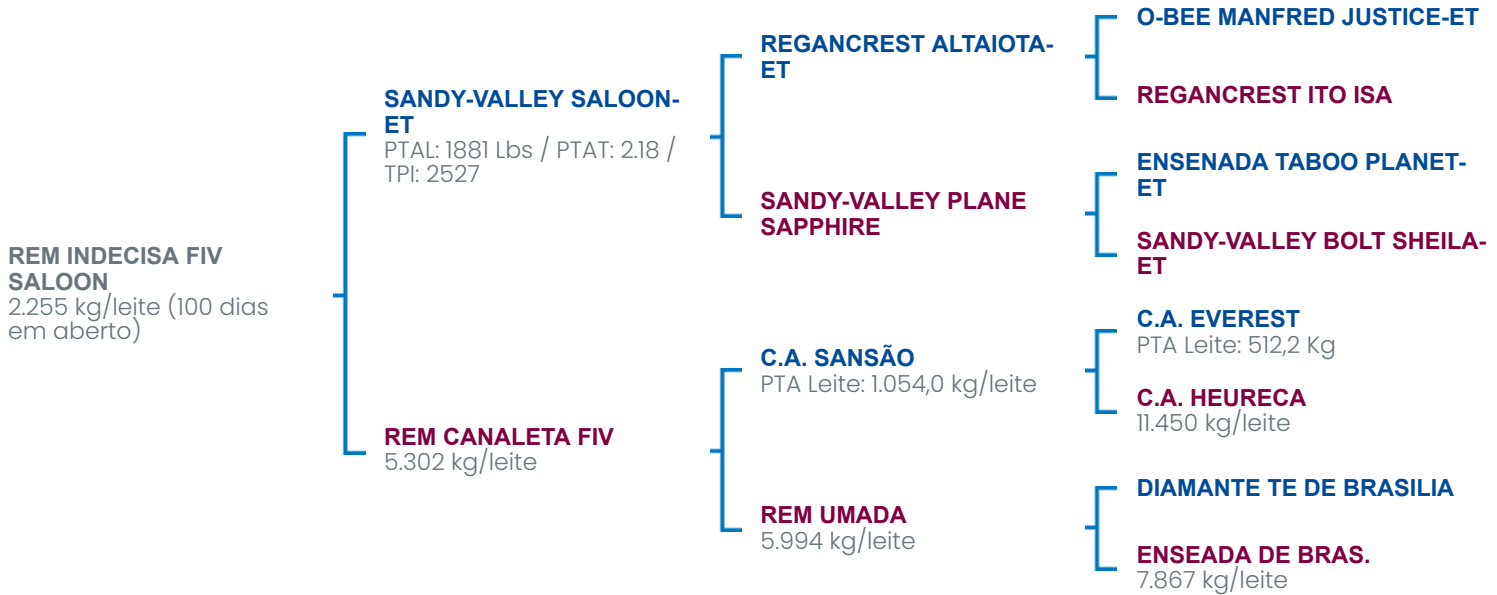 REM INDECISA FIV
SALOON
2.255 kg/leite (100 dias
em aberto)
SANDY-VALLEY SALOON-
ET
PTAL: 1881 Lbs / PTAT: 2.18 /
TPI: 2527
REM CANALETA FIV
5.302 kg/leite
REGANCREST ALTAIOTA-
ET
SANDY-VALLEY PLANE
SAPPHIRE
C.A. SANSÃO
PTA Leite: 1.054,0 kg/leite
REM UMADA
5.994 kg/leite
O-BEE MANFRED JUSTICE-ET
REGANCREST ITO ISA
ENSENADA TABOO PLANET-
ET
SANDY-VALLEY BOLT SHEILA-
ET
C.A. EVEREST
PTA Leite: 512,2 Kg
C.A. HEURECA
11.450 kg/leite
DIAMANTE TE DE BRASILIA
ENSEADA DE BRAS.
7.867 kg/leite